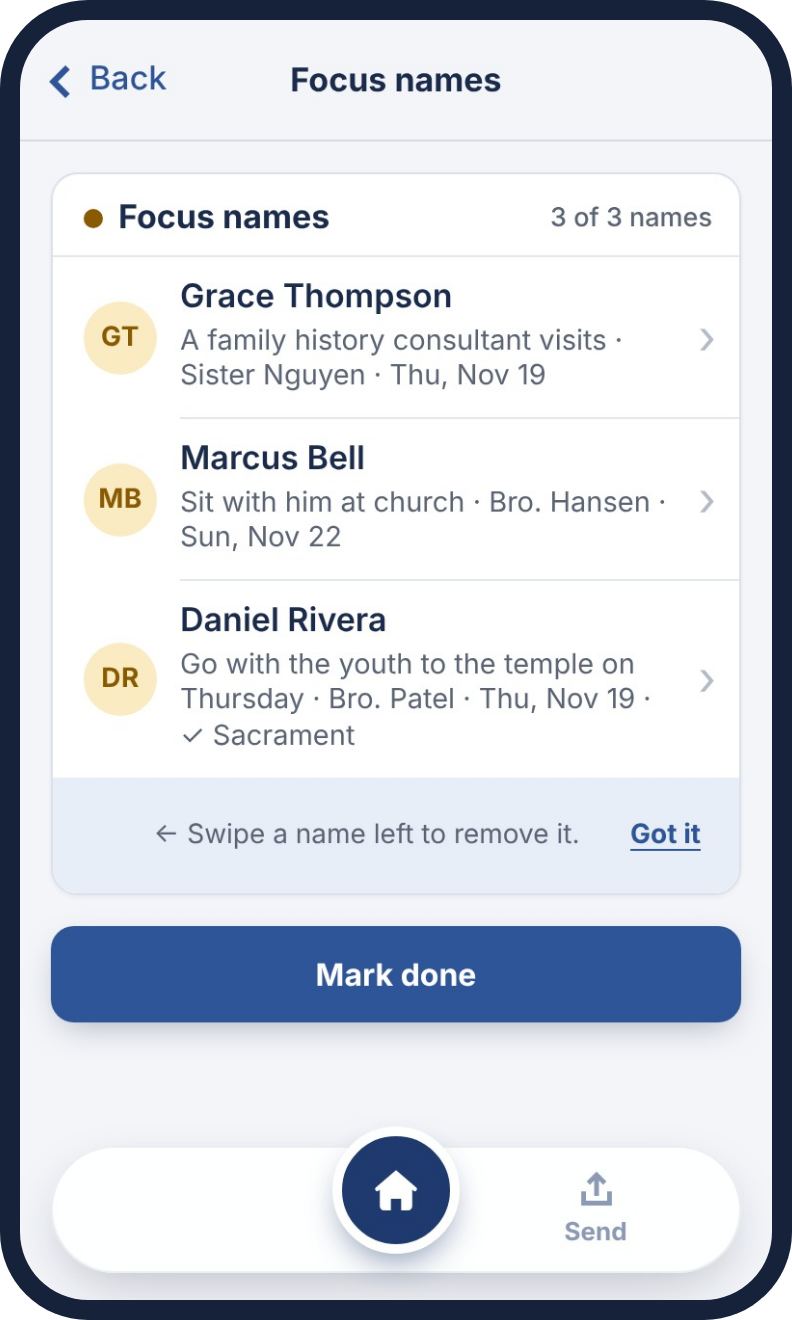 Back
Focus names
Focus names
3 of 3 names
GT
Grace Thompson
A family history consultant visits ·
Sister Nguyen · Thu, Nov 19
MB
Marcus Bell
Sit with him at church · Bro. Hansen ·
Sun, Nov 22
DR
Daniel Rivera
Go with the youth to the temple on
Thursday · Bro. Patel · Thu, Nov 19 ·
✓ Sacrament
← Swipe a name left to remove it.
Got it
Mark done
Send